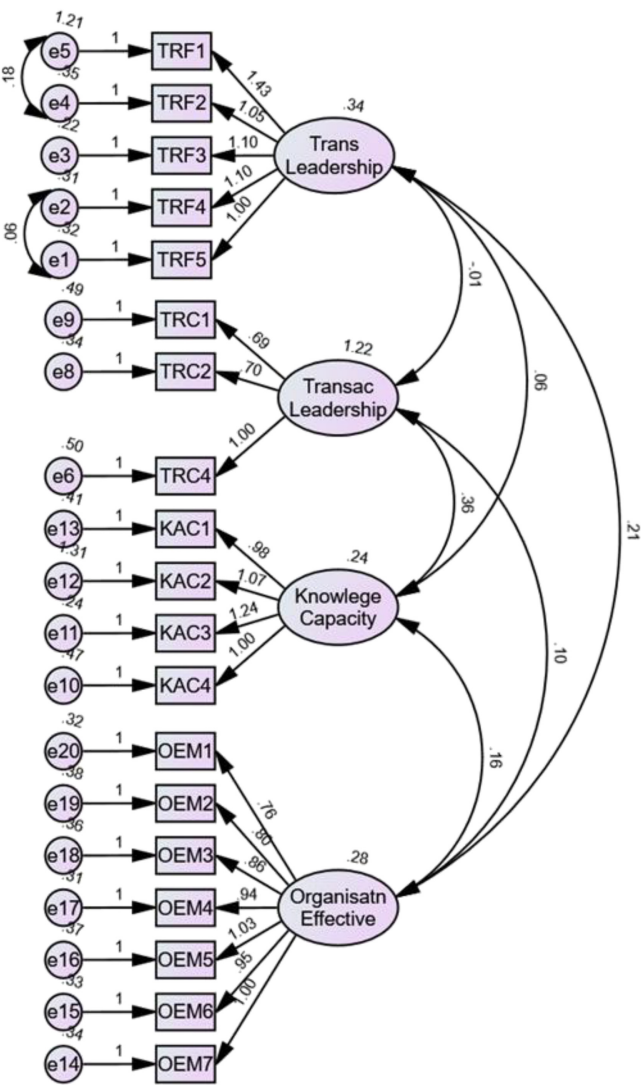 1.21
e5 1 TRF1
.18
.35
e4 1 TRF2
.22
e3 1 TRF3
.31
e2 1 TRF4
.06
.32
e1 1 TRF5
1.43
1.05
1.10
1.10
1.00
.34
Trans
Leadership
.49
e9 1 TRC1
.34
e8 1 TRC2
.50
e6 1 TRC4
.69
.70
1.00
1.22
Transac
Leadership
.41
e13 1 KAC1
1.31
e12 1 KAC2
.24
e11 1 KAC3
.47
e10 1 KAC4
.98
1.07
1.24
1.00
.24
Knowlege
Capacity
.32
e20 1 OEM1
.38
e19 1 OEM2
.36
e18 1 OEM3
.31
e17 1 OEM4
.37
e16 1 OEM5
.33
e15 1 OEM6
.34
e14 1 OEM7
.76
.80
.86
.94
1.03
.95
1.00
.28
Organisatn
Effective
-.01
.06
.21
.36
.10
.16